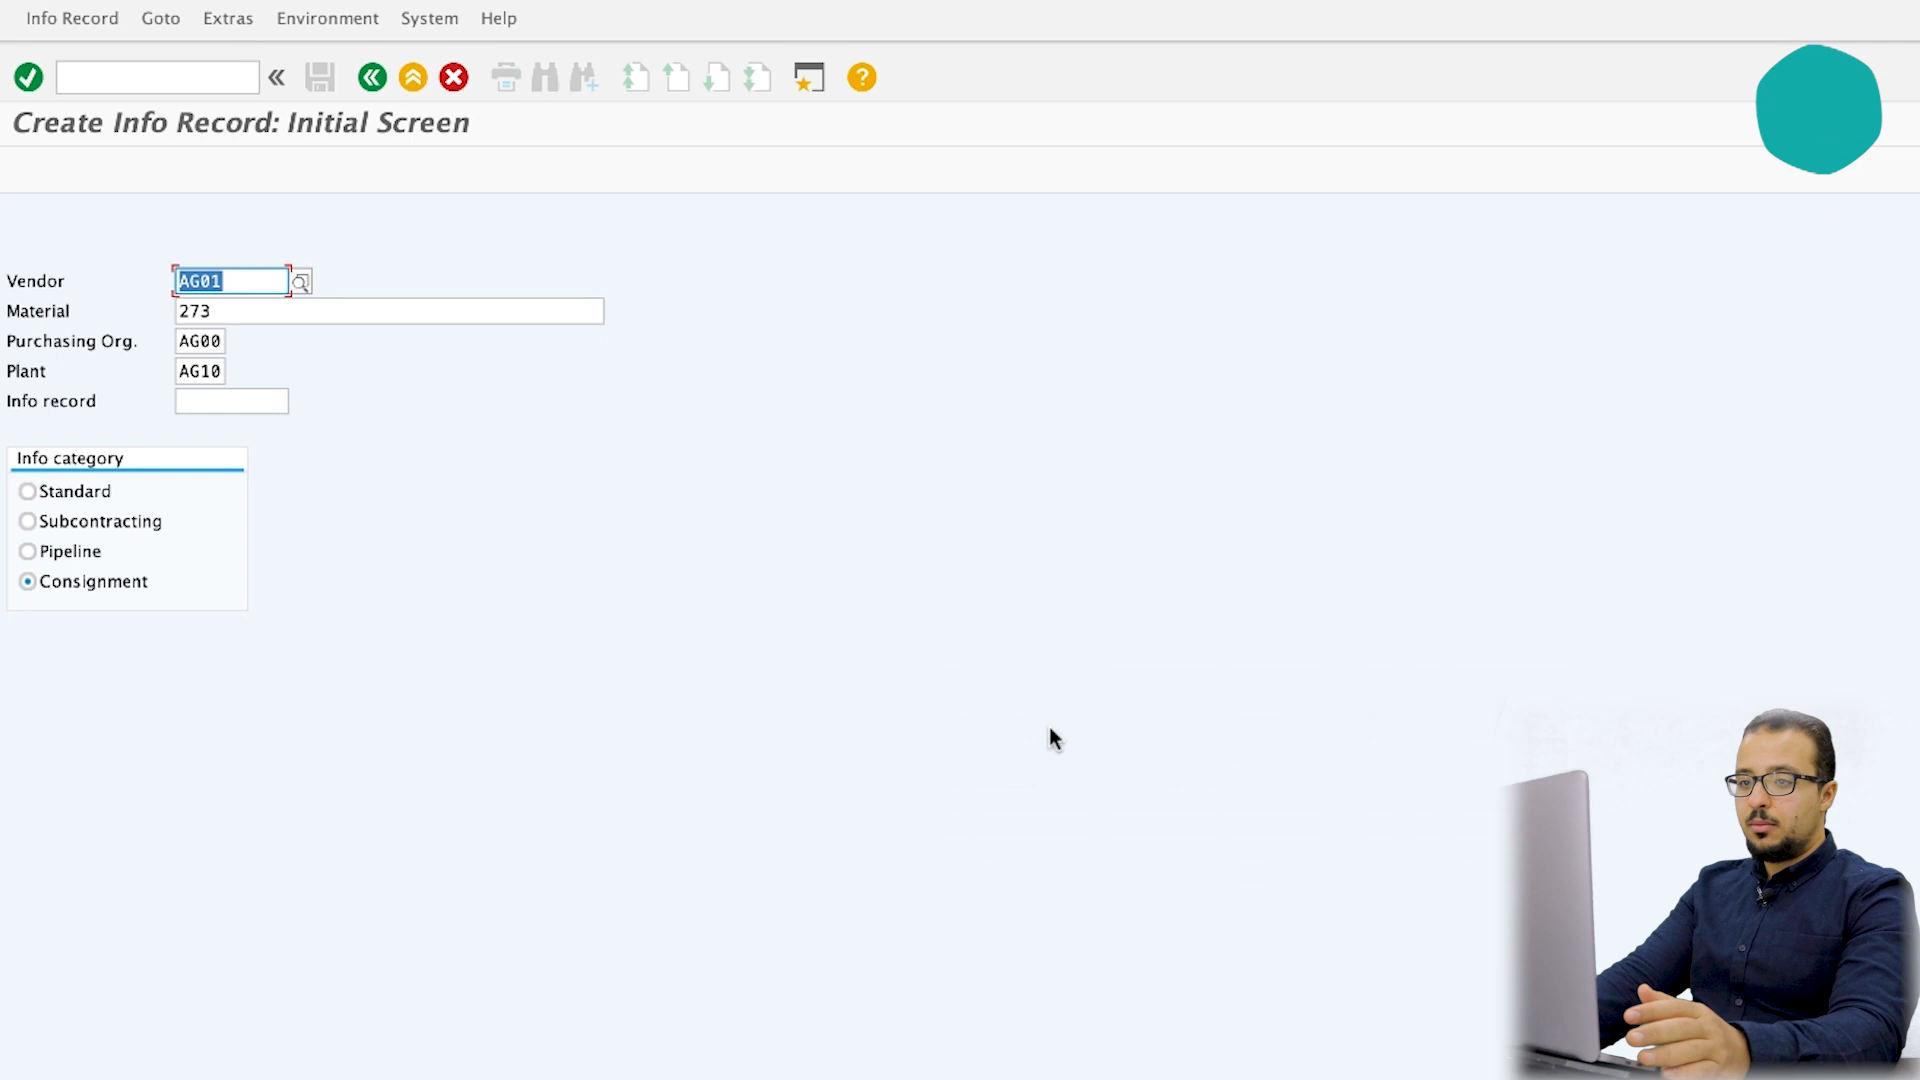 Info Record Goto Extras Environment System Help
Create Info Record: Initial Screen
Vendor AG01
Material 273
Purchasing Org. AG00
Plant AG10
Info record
Info category
Standard
Subcontracting
Pipeline
Consignment